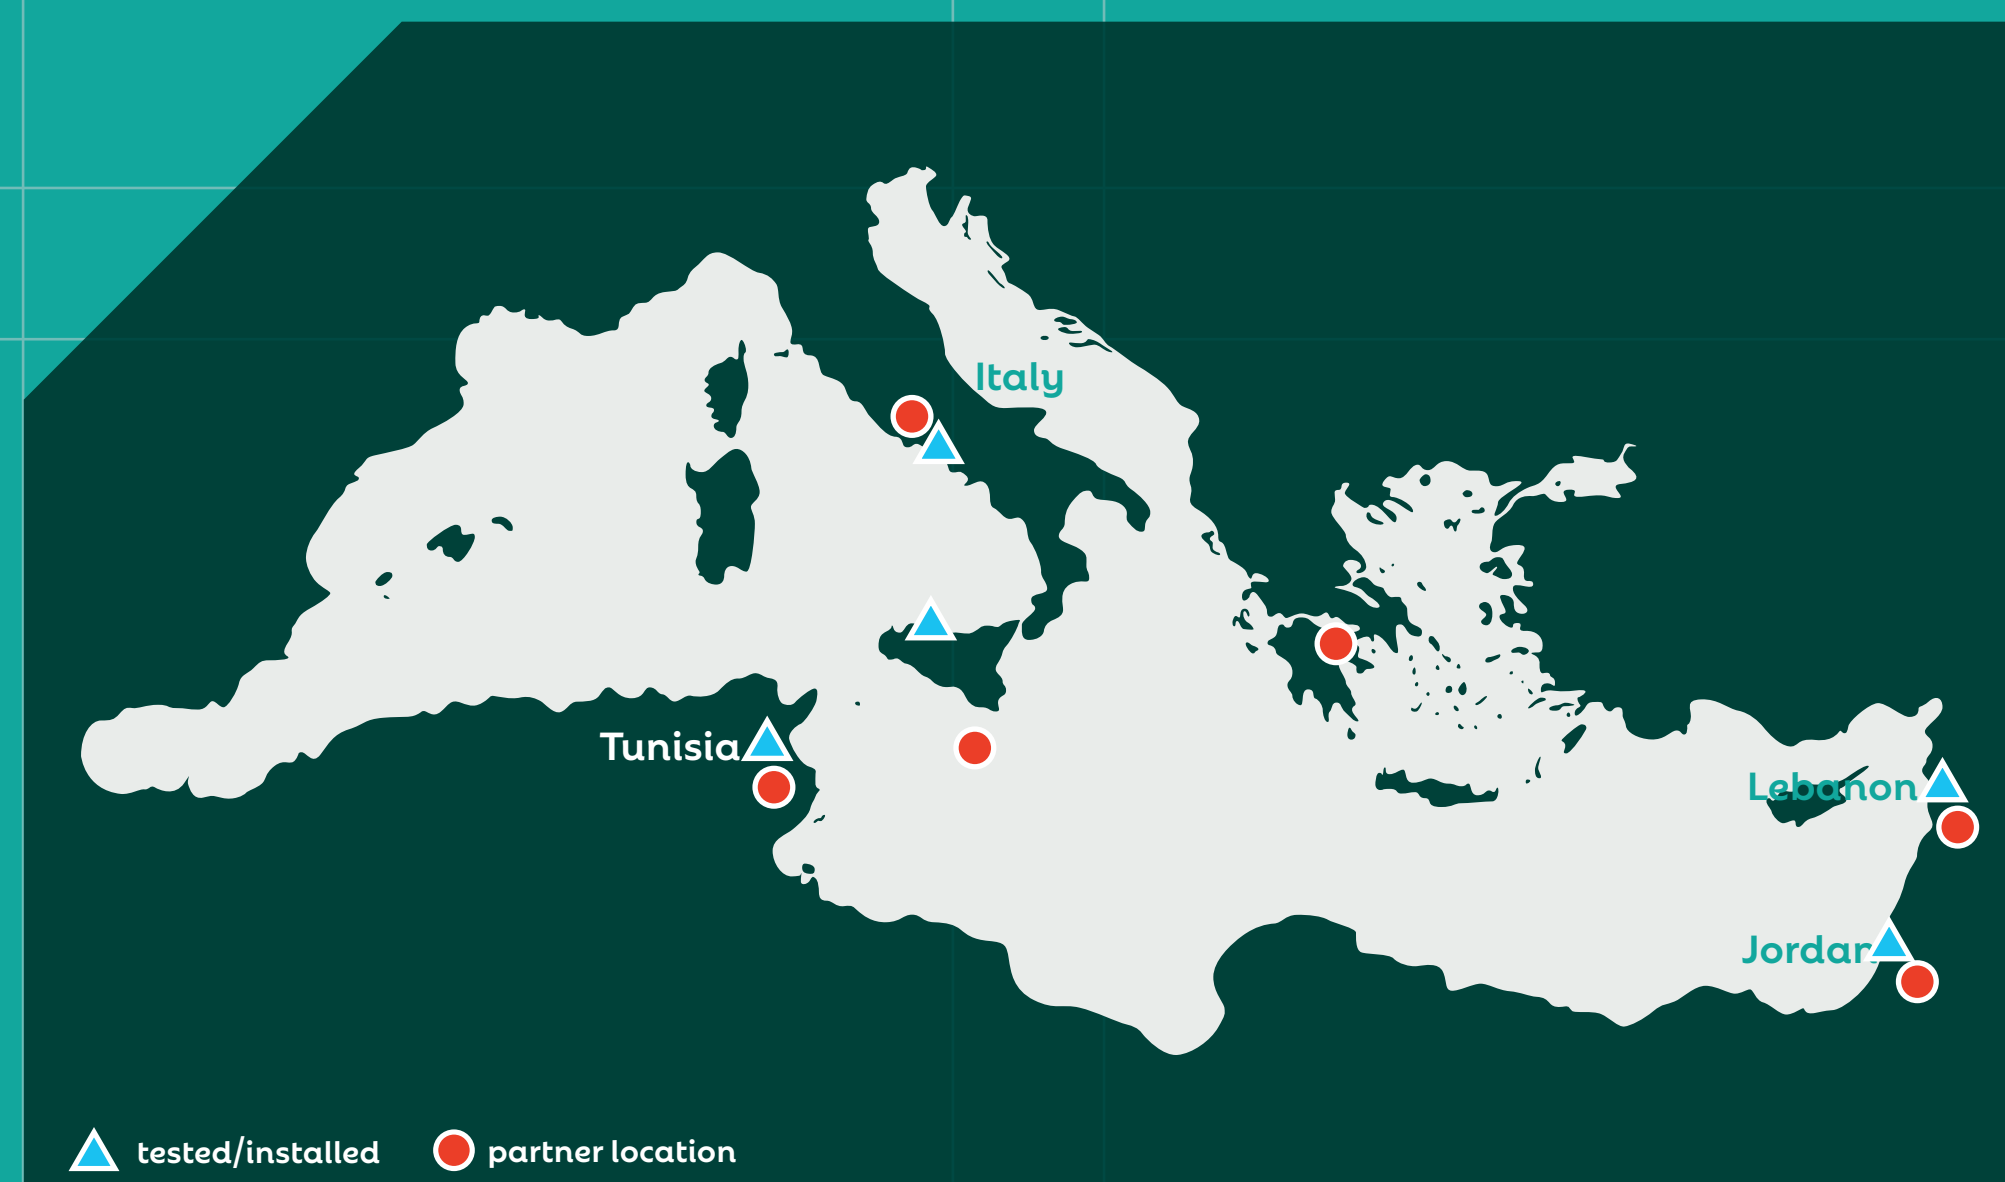 Italy
Tunisia
Lebanon
Jordan
tested/installed
partner location